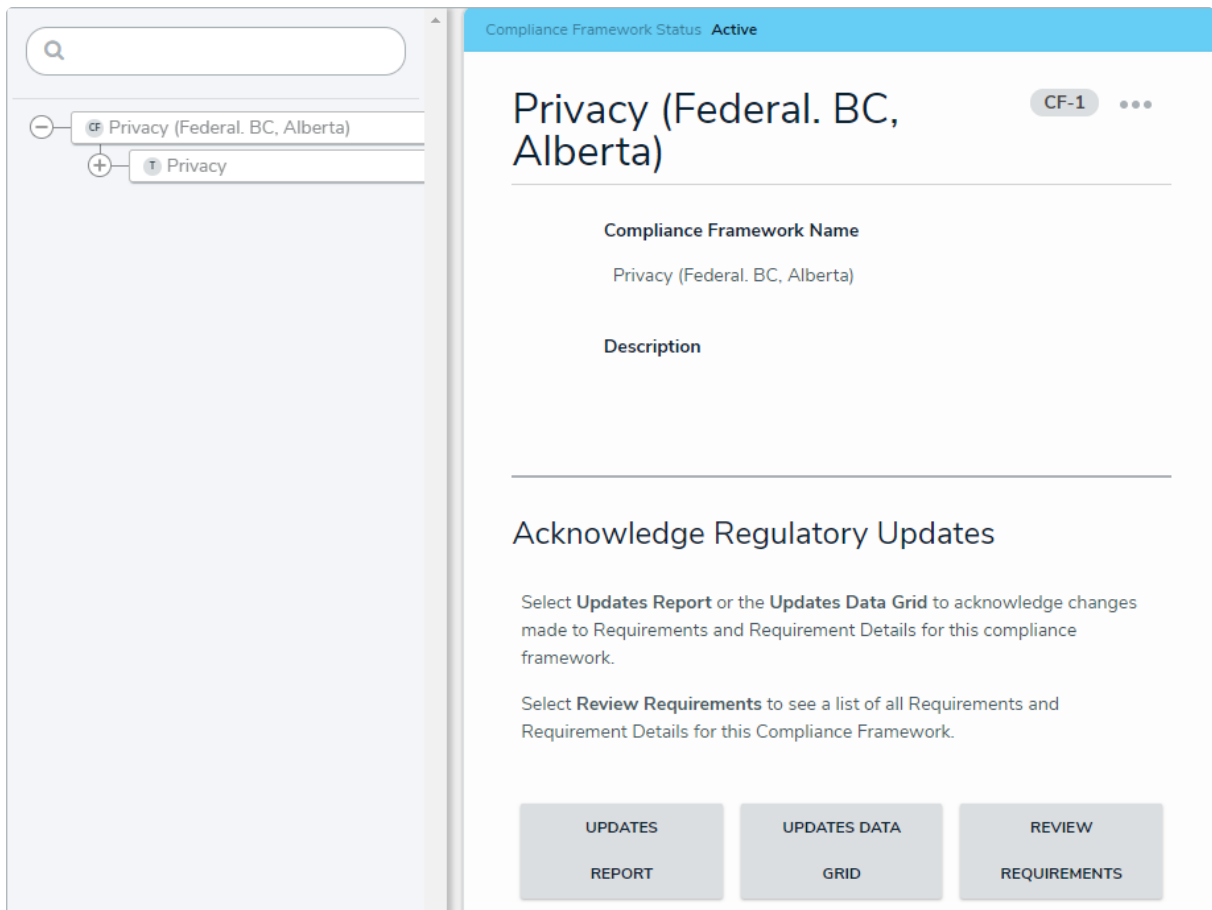 CF Privacy (Federal. BC, Alberta)
T Privacy
Compliance Framework Status Active
Privacy (Federal. BC,
Alberta)
CF-1
Compliance Framework Name
Privacy (Federal. BC, Alberta)
Description
Acknowledge Regulatory Updates
Select Updates Report or the Updates Data Grid to acknowledge changes
made to Requirements and Requirement Details for this compliance
framework.
Select Review Requirements to see a list of all Requirements and
Requirement Details for this Compliance Framework.
UPDATES
REPORT
UPDATES DATA
GRID
REVIEW
REQUIREMENTS